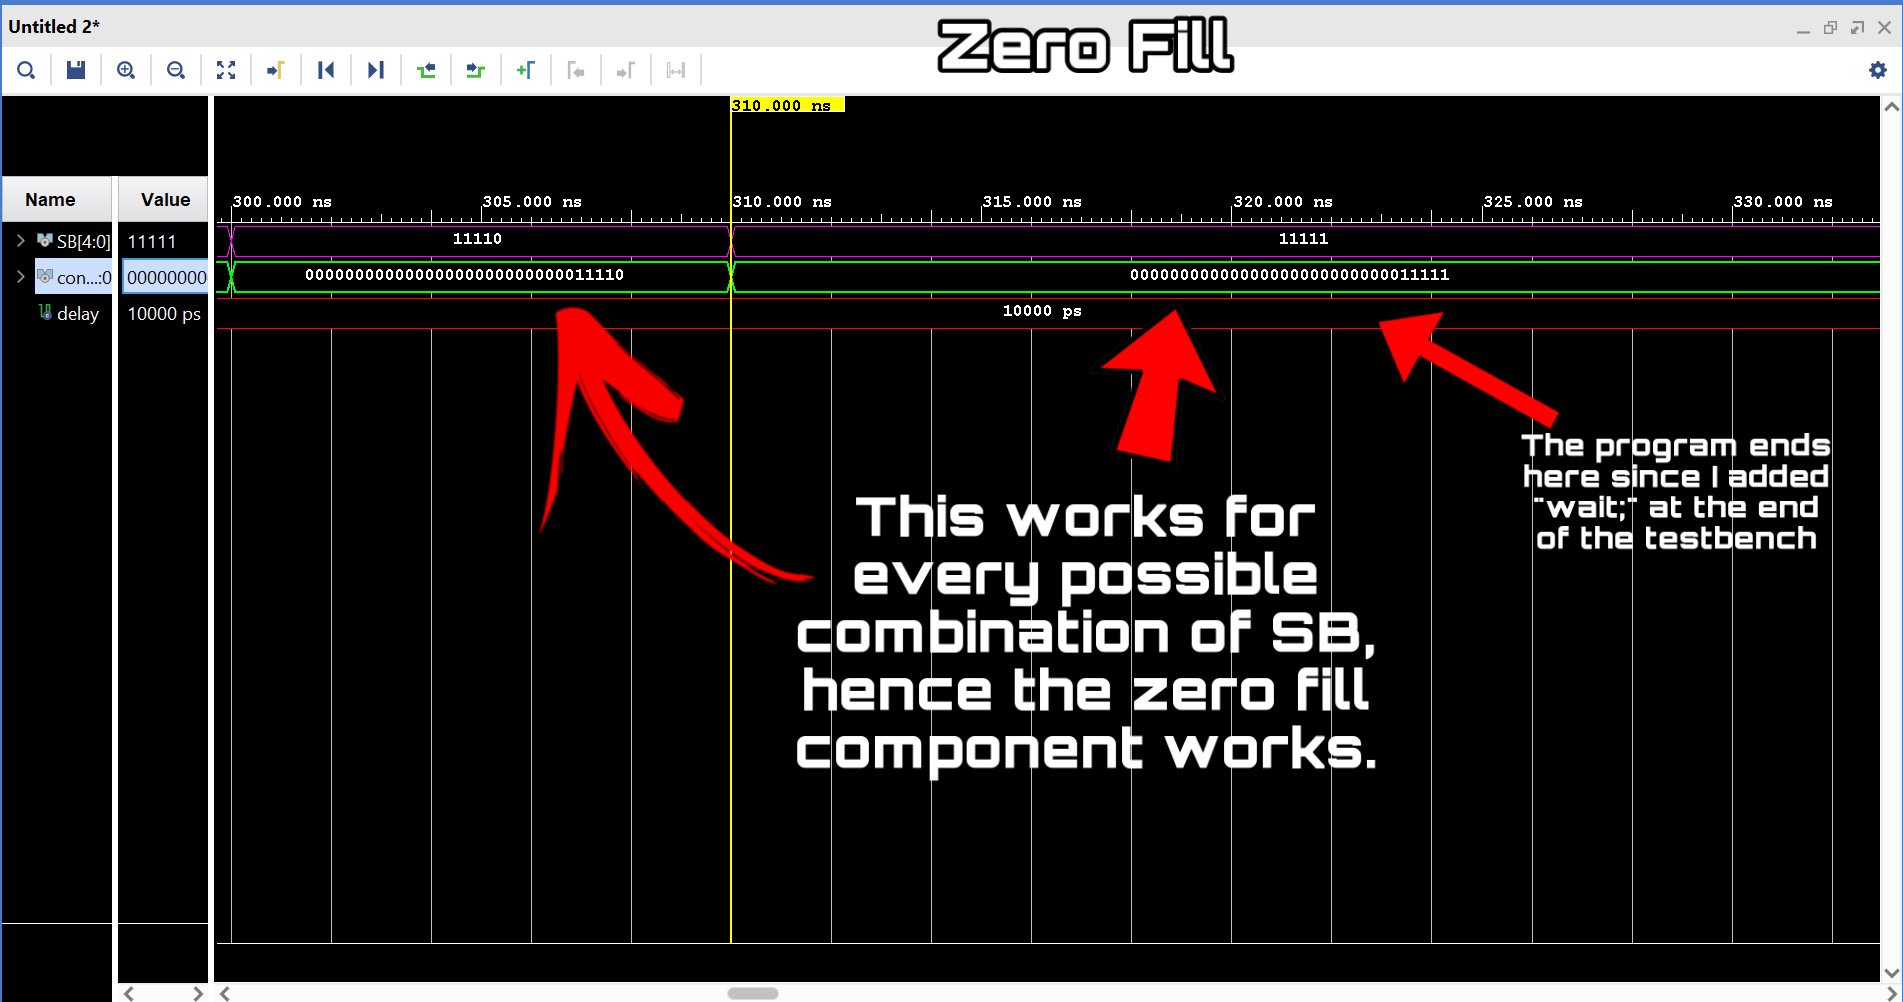 Untitled 2*
Zero Fill
310.000 ns
Name Value
300.000 ns 305.000 ns 310.000 ns 315.000 ns 320.000 ns 325.000 ns 330.000 ns
SB[4:0] 11111 11110 11111
con...:0 00000000 00000000000000000000000000011110 00000000000000000000000000011111
delay 10000 ps 10000 ps
The program ends
here since I added
"wait;" at the end
of the testbench
This works for
every possible
combination of SB,
hence the zero fill
component works.